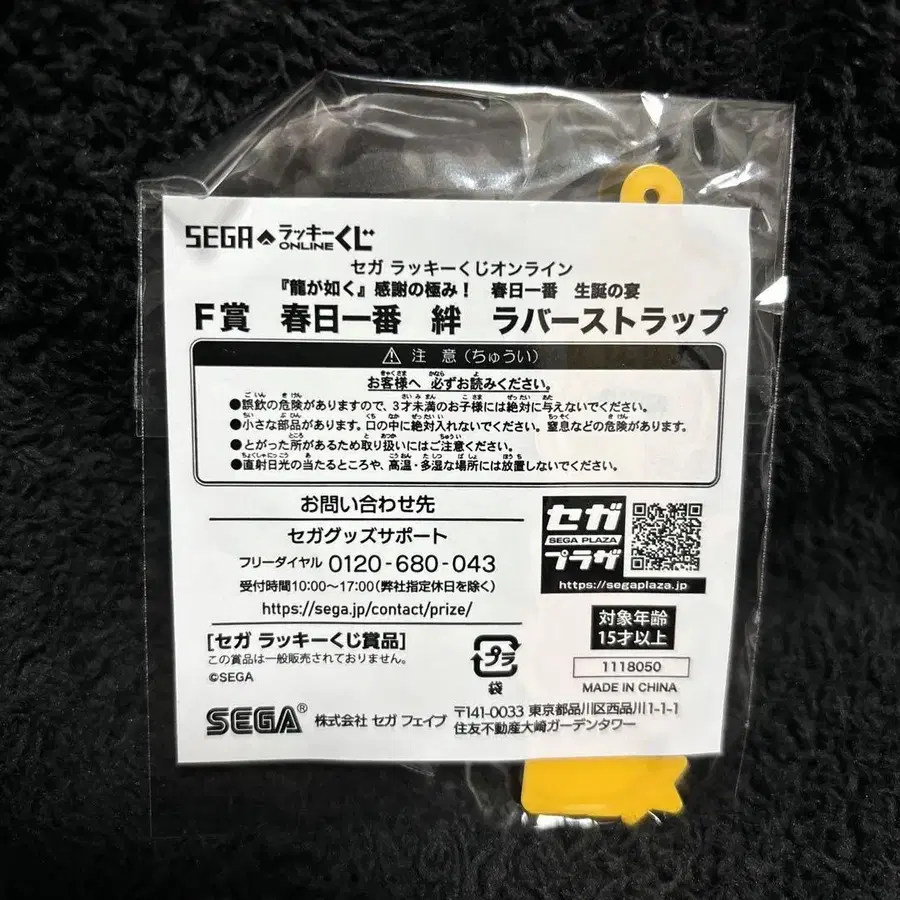 SEGA ラッキーくじ ONLINE
セガ ラッキーくじオンライン
『龍が如く』感謝の極み！ 春日一番 生誕の宴
F賞 春日一番 絆 ラバーストラップ
⚠ 注 意（ちゅうい）
お客様へ 必ずお読みください。
●誤飲の危険がありますので、3才未満のお子様には絶対に与えないでください。
●小さな部品があります。口の中に絶対入れないでください。窒息などの危険があります。
●とがった所があるため取り扱いにはご注意ください。
●直射日光の当たるところや、高温・多湿な場所には放置しないでください。
お問い合わせ先
セガグッズサポート
フリーダイヤル 0120-680-043
受付時間10:00～17:00（弊社指定休日を除く）
https://sega.jp/contact/prize/
セガ
SEGA PLAZA
プラザ
https://segaplaza.jp
対象年齢
15才以上
[セガ ラッキーくじ賞品]
この賞品は一般販売されておりません。
©SEGA
プラ
袋
1118050
MADE IN CHINA
SEGA® 株式会社 セガ フェイブ
〒141-0033 東京都品川区西品川1-1-1
住友不動産大崎ガーデンタワー